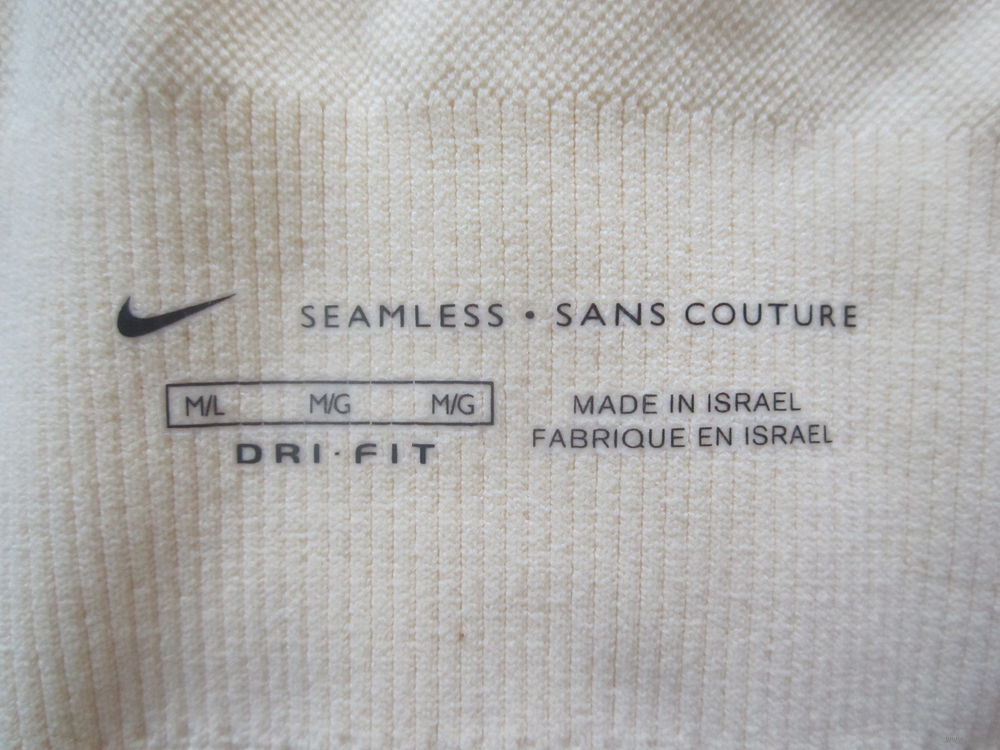 SEAMLESS • SANS COUTURE
M/L M/G M/G
DRI·FIT
MADE IN ISRAEL
FABRIQUE EN ISRAEL